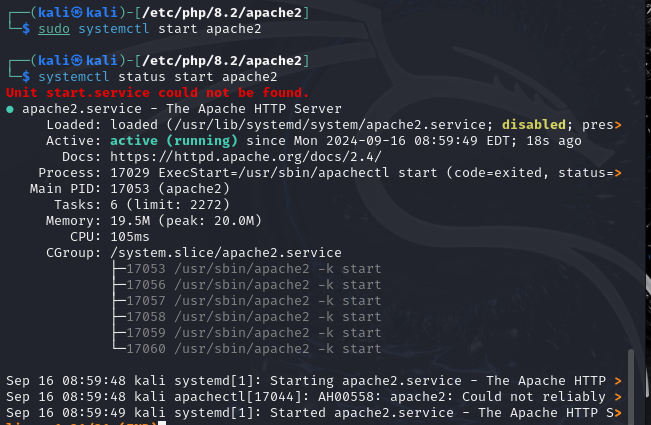 ┌──(kali㉿kali)-[/etc/php/8.2/apache2]
└─$ sudo systemctl start apache2
┌──(kali㉿kali)-[/etc/php/8.2/apache2]
└─$ systemctl status start apache2
Unit start.service could not be found.
● apache2.service - The Apache HTTP Server
Loaded: loaded (/usr/lib/systemd/system/apache2.service; disabled; pres>
Active: active (running) since Mon 2024-09-16 08:59:49 EDT; 18s ago
Docs: https://httpd.apache.org/docs/2.4/
Process: 17029 ExecStart=/usr/sbin/apachectl start (code=exited, status=>
Main PID: 17053 (apache2)
Tasks: 6 (limit: 2272)
Memory: 19.5M (peak: 20.0M)
CPU: 105ms
CGroup: /system.slice/apache2.service
├─17053 /usr/sbin/apache2 -k start
├─17056 /usr/sbin/apache2 -k start
├─17057 /usr/sbin/apache2 -k start
├─17058 /usr/sbin/apache2 -k start
├─17059 /usr/sbin/apache2 -k start
└─17060 /usr/sbin/apache2 -k start
Sep 16 08:59:48 kali systemd[1]: Starting apache2.service - The Apache HTTP >
Sep 16 08:59:48 kali apachectl[17044]: AH00558: apache2: Could not reliably >
Sep 16 08:59:49 kali systemd[1]: Started apache2.service - The Apache HTTP S>